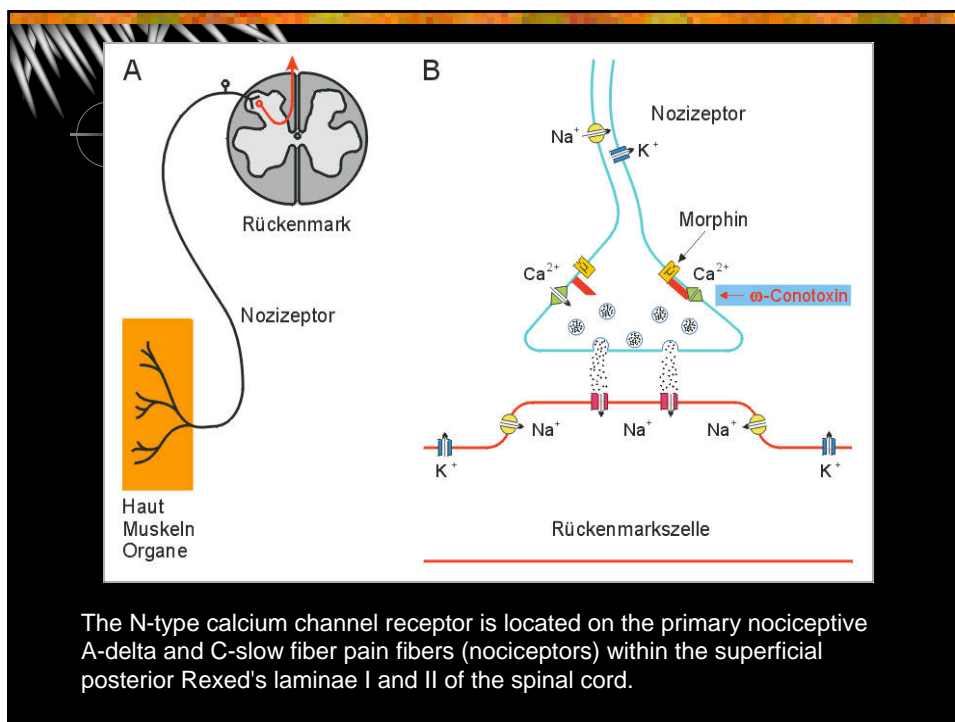 A
Rückenmark
Nozizeptor
Haut
Muskeln
Organe
B
Nozizeptor
Na+
K+
Morphin
Ca2+
Ca2+
ω-Conotoxin
Na+
Na+
Na+
K+
K+
Rückenmarkszelle
The N-type calcium channel receptor is located on the primary nociceptive
A-delta and C-slow fiber pain fibers (nociceptors) within the superficial
posterior Rexed's laminae I and II of the spinal cord.